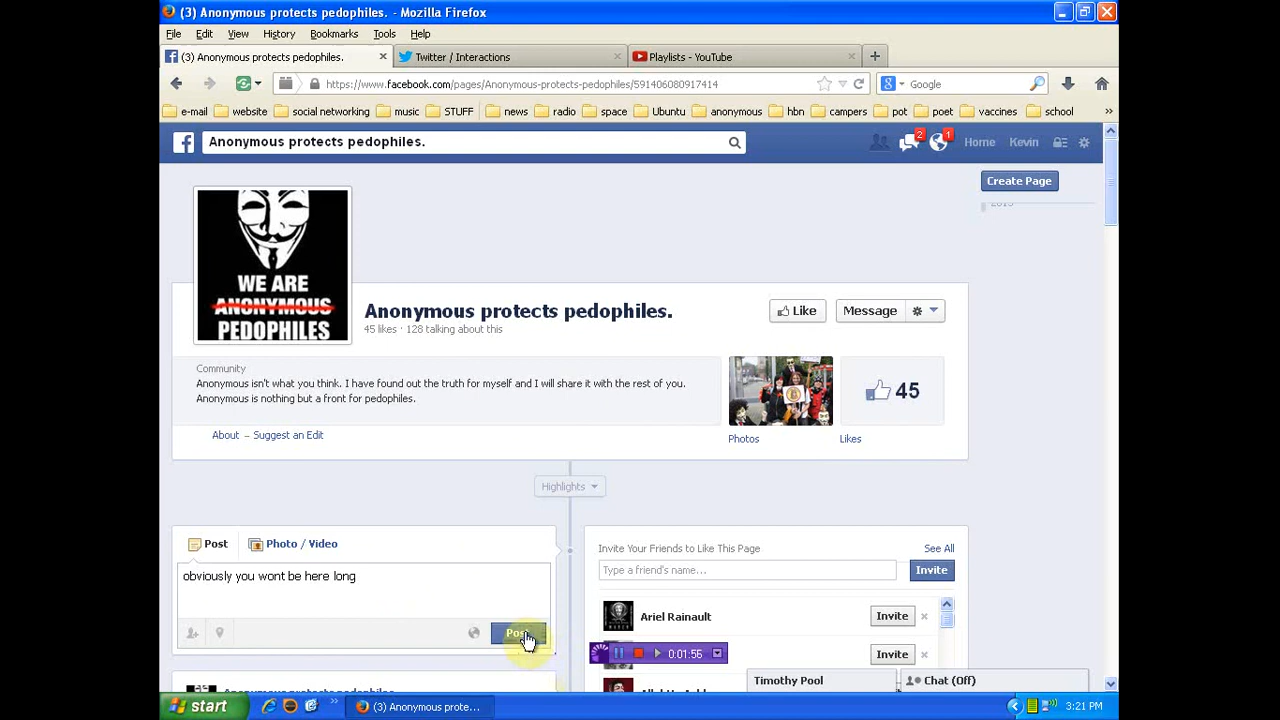 (3) Anonymous protects pedophiles. - Mozilla Firefox
File Edit View History Bookmarks Tools Help
(3) Anonymous protects pedophiles. Twitter / Interactions Playlists - YouTube
https://www.facebook.com/pages/Anonymous-protects-pedophiles/591406080917414 Google
e-mail website social networking music STUFF news radio space Ubuntu anonymous hbn campers pot poet vaccines school
Anonymous protects pedophiles. 2 1 Home Kevin
Create Page
2013
WE ARE
ANONYMOUS
PEDOPHILES
Anonymous protects pedophiles.
45 likes · 128 talking about this
Like Message
Community
Anonymous isn't what you think. I have found out the truth for myself and I will share it with the rest of you.
Anonymous is nothing but a front for pedophiles.
45
About - Suggest an Edit
Photos Likes
Highlights
Post Photo / Video
obviously you wont be here long
Post
Invite Your Friends to Like This Page See All
Type a friend's name... Invite
Ariel Rainault Invite
0:01:55 Invite
Anonymous protects pedophiles.
Timothy Pool Chat (Off)
start (3) Anonymous prote... 3:21 PM